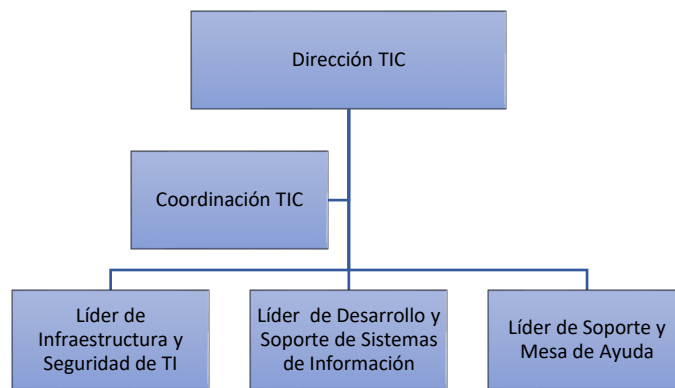 Dirección TIC
Coordinación TIC
Líder de
Infraestructura y
Seguridad de TI
Líder de Desarrollo y
Soporte de Sistemas
de Información
Líder de Soporte y
Mesa de Ayuda